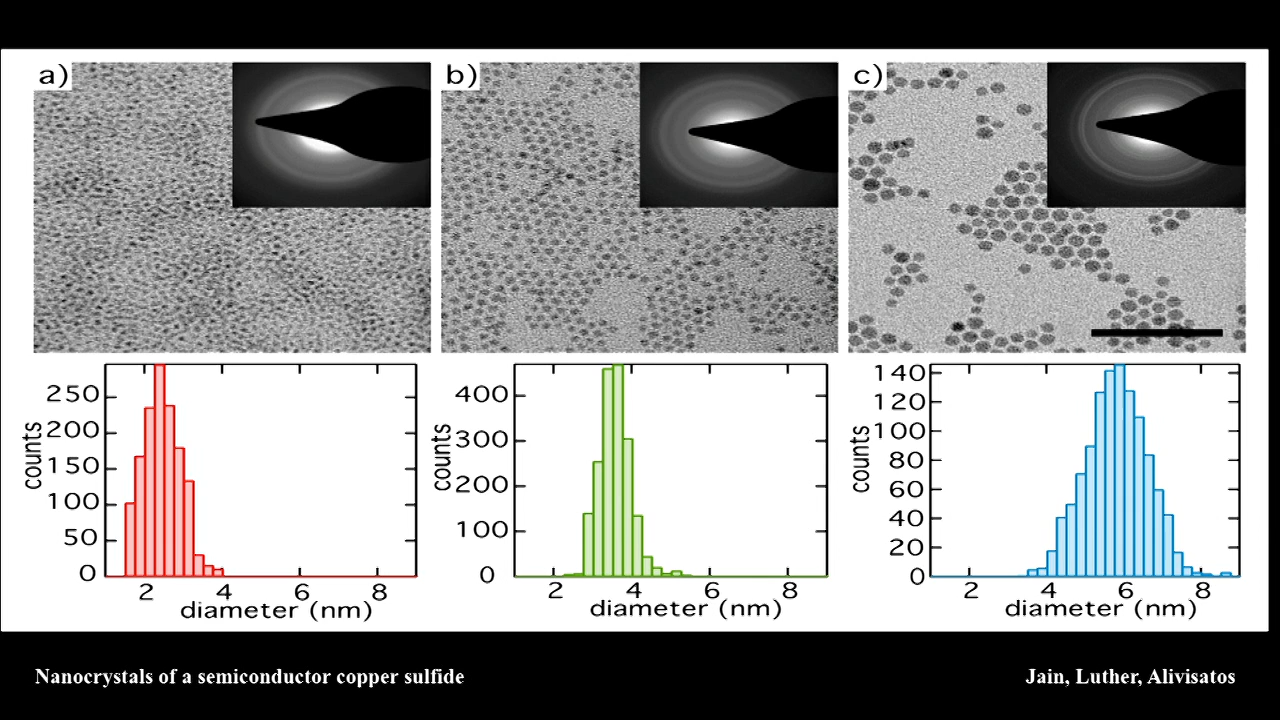 a)
b)
c)
counts
250
200
150
100
50
0
2 4 6 8
diameter (nm)
counts
400
300
200
100
0
2 4 6 8
diameter (nm)
counts
140
120
100
80
60
40
20
0
2 4 6 8
diameter (nm)
Nanocrystals of a semiconductor copper sulfide
Jain, Luther, Alivisatos